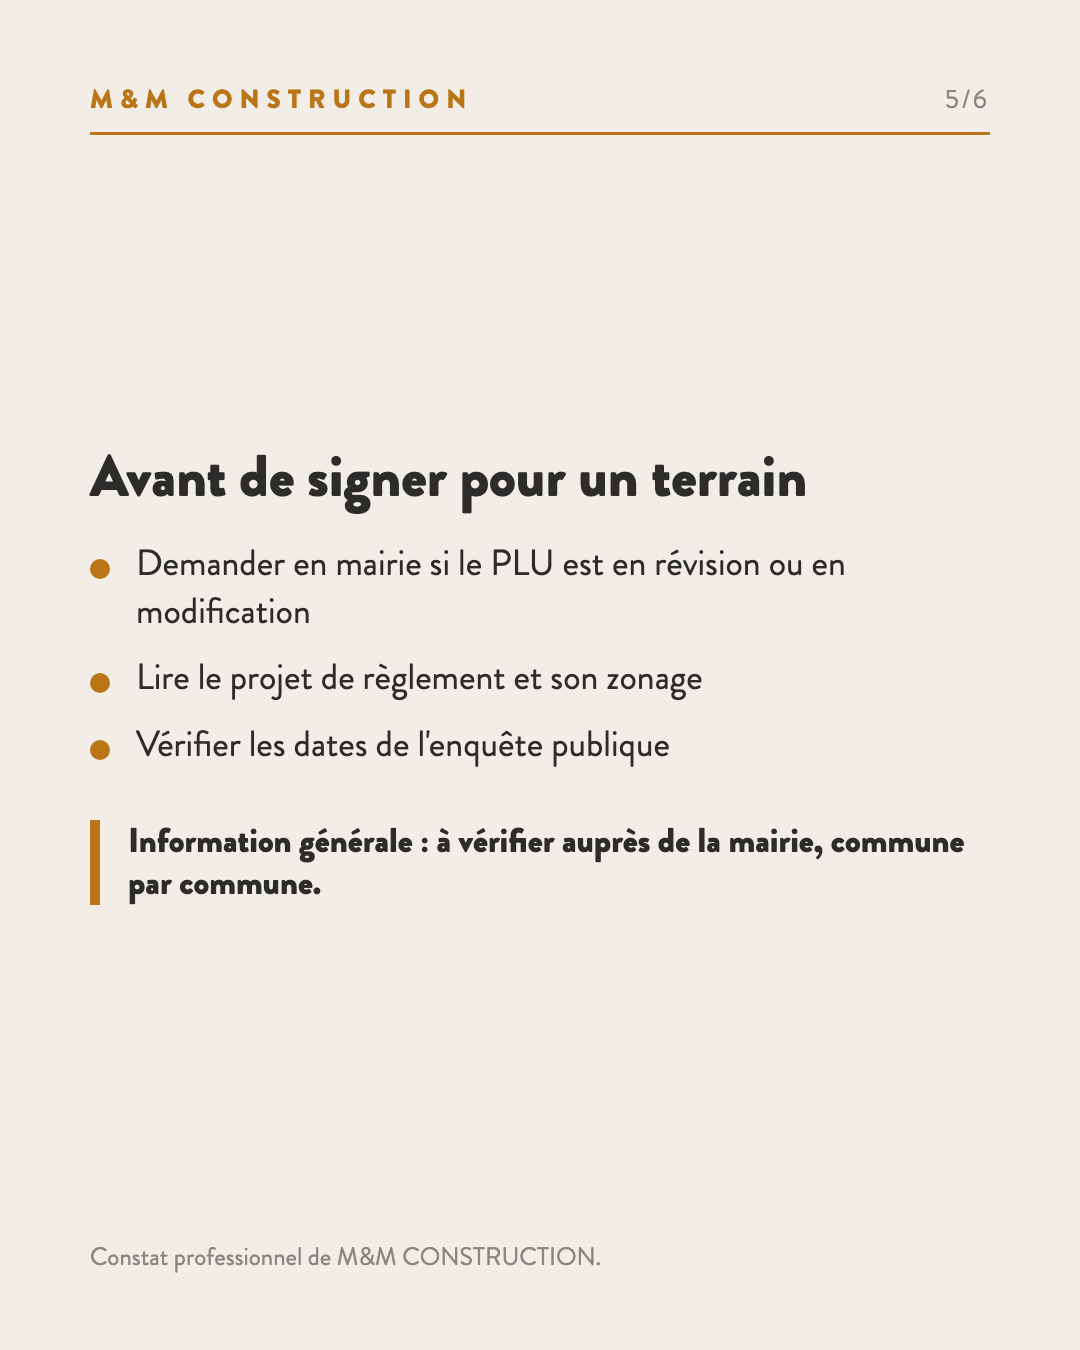 M&M CONSTRUCTION
5/6
Avant de signer pour un terrain
Demander en mairie si le PLU est en révision ou en
modification
Lire le projet de règlement et son zonage
Vérifier les dates de l'enquête publique
Information générale : à vérifier auprès de la mairie, commune
par commune.
Constat professionnel de M&M CONSTRUCTION.